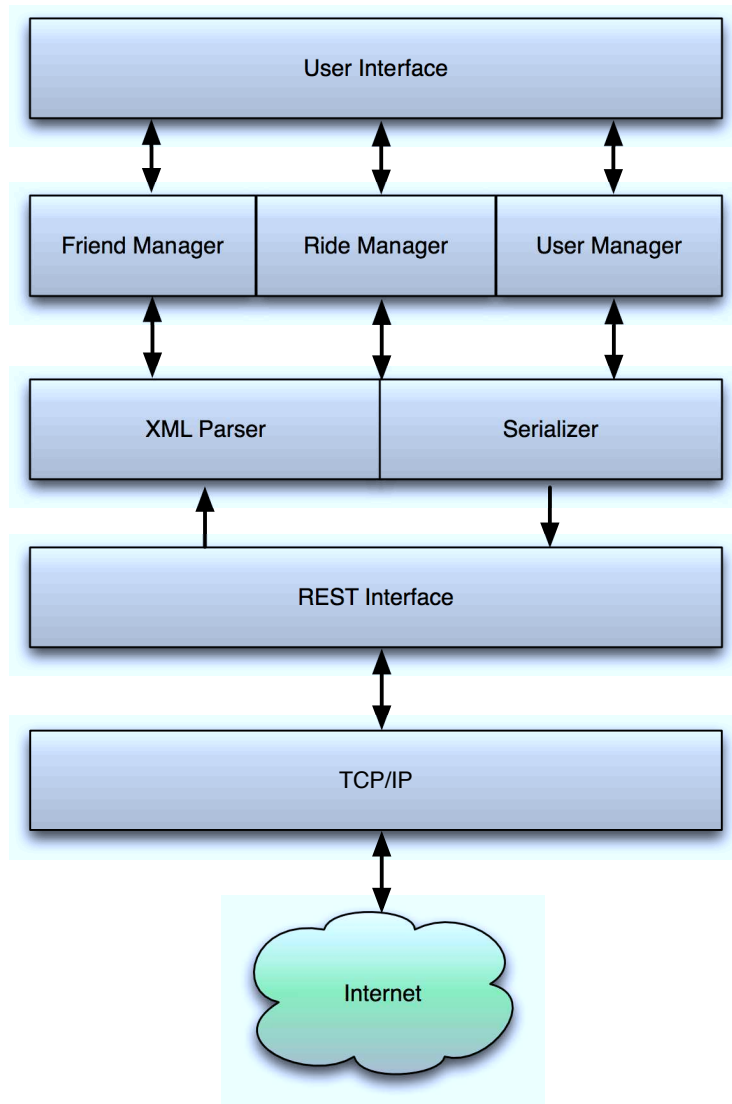 User Interface
Friend Manager
Ride Manager
User Manager
XML Parser
Serializer
REST Interface
TCP/IP
Internet